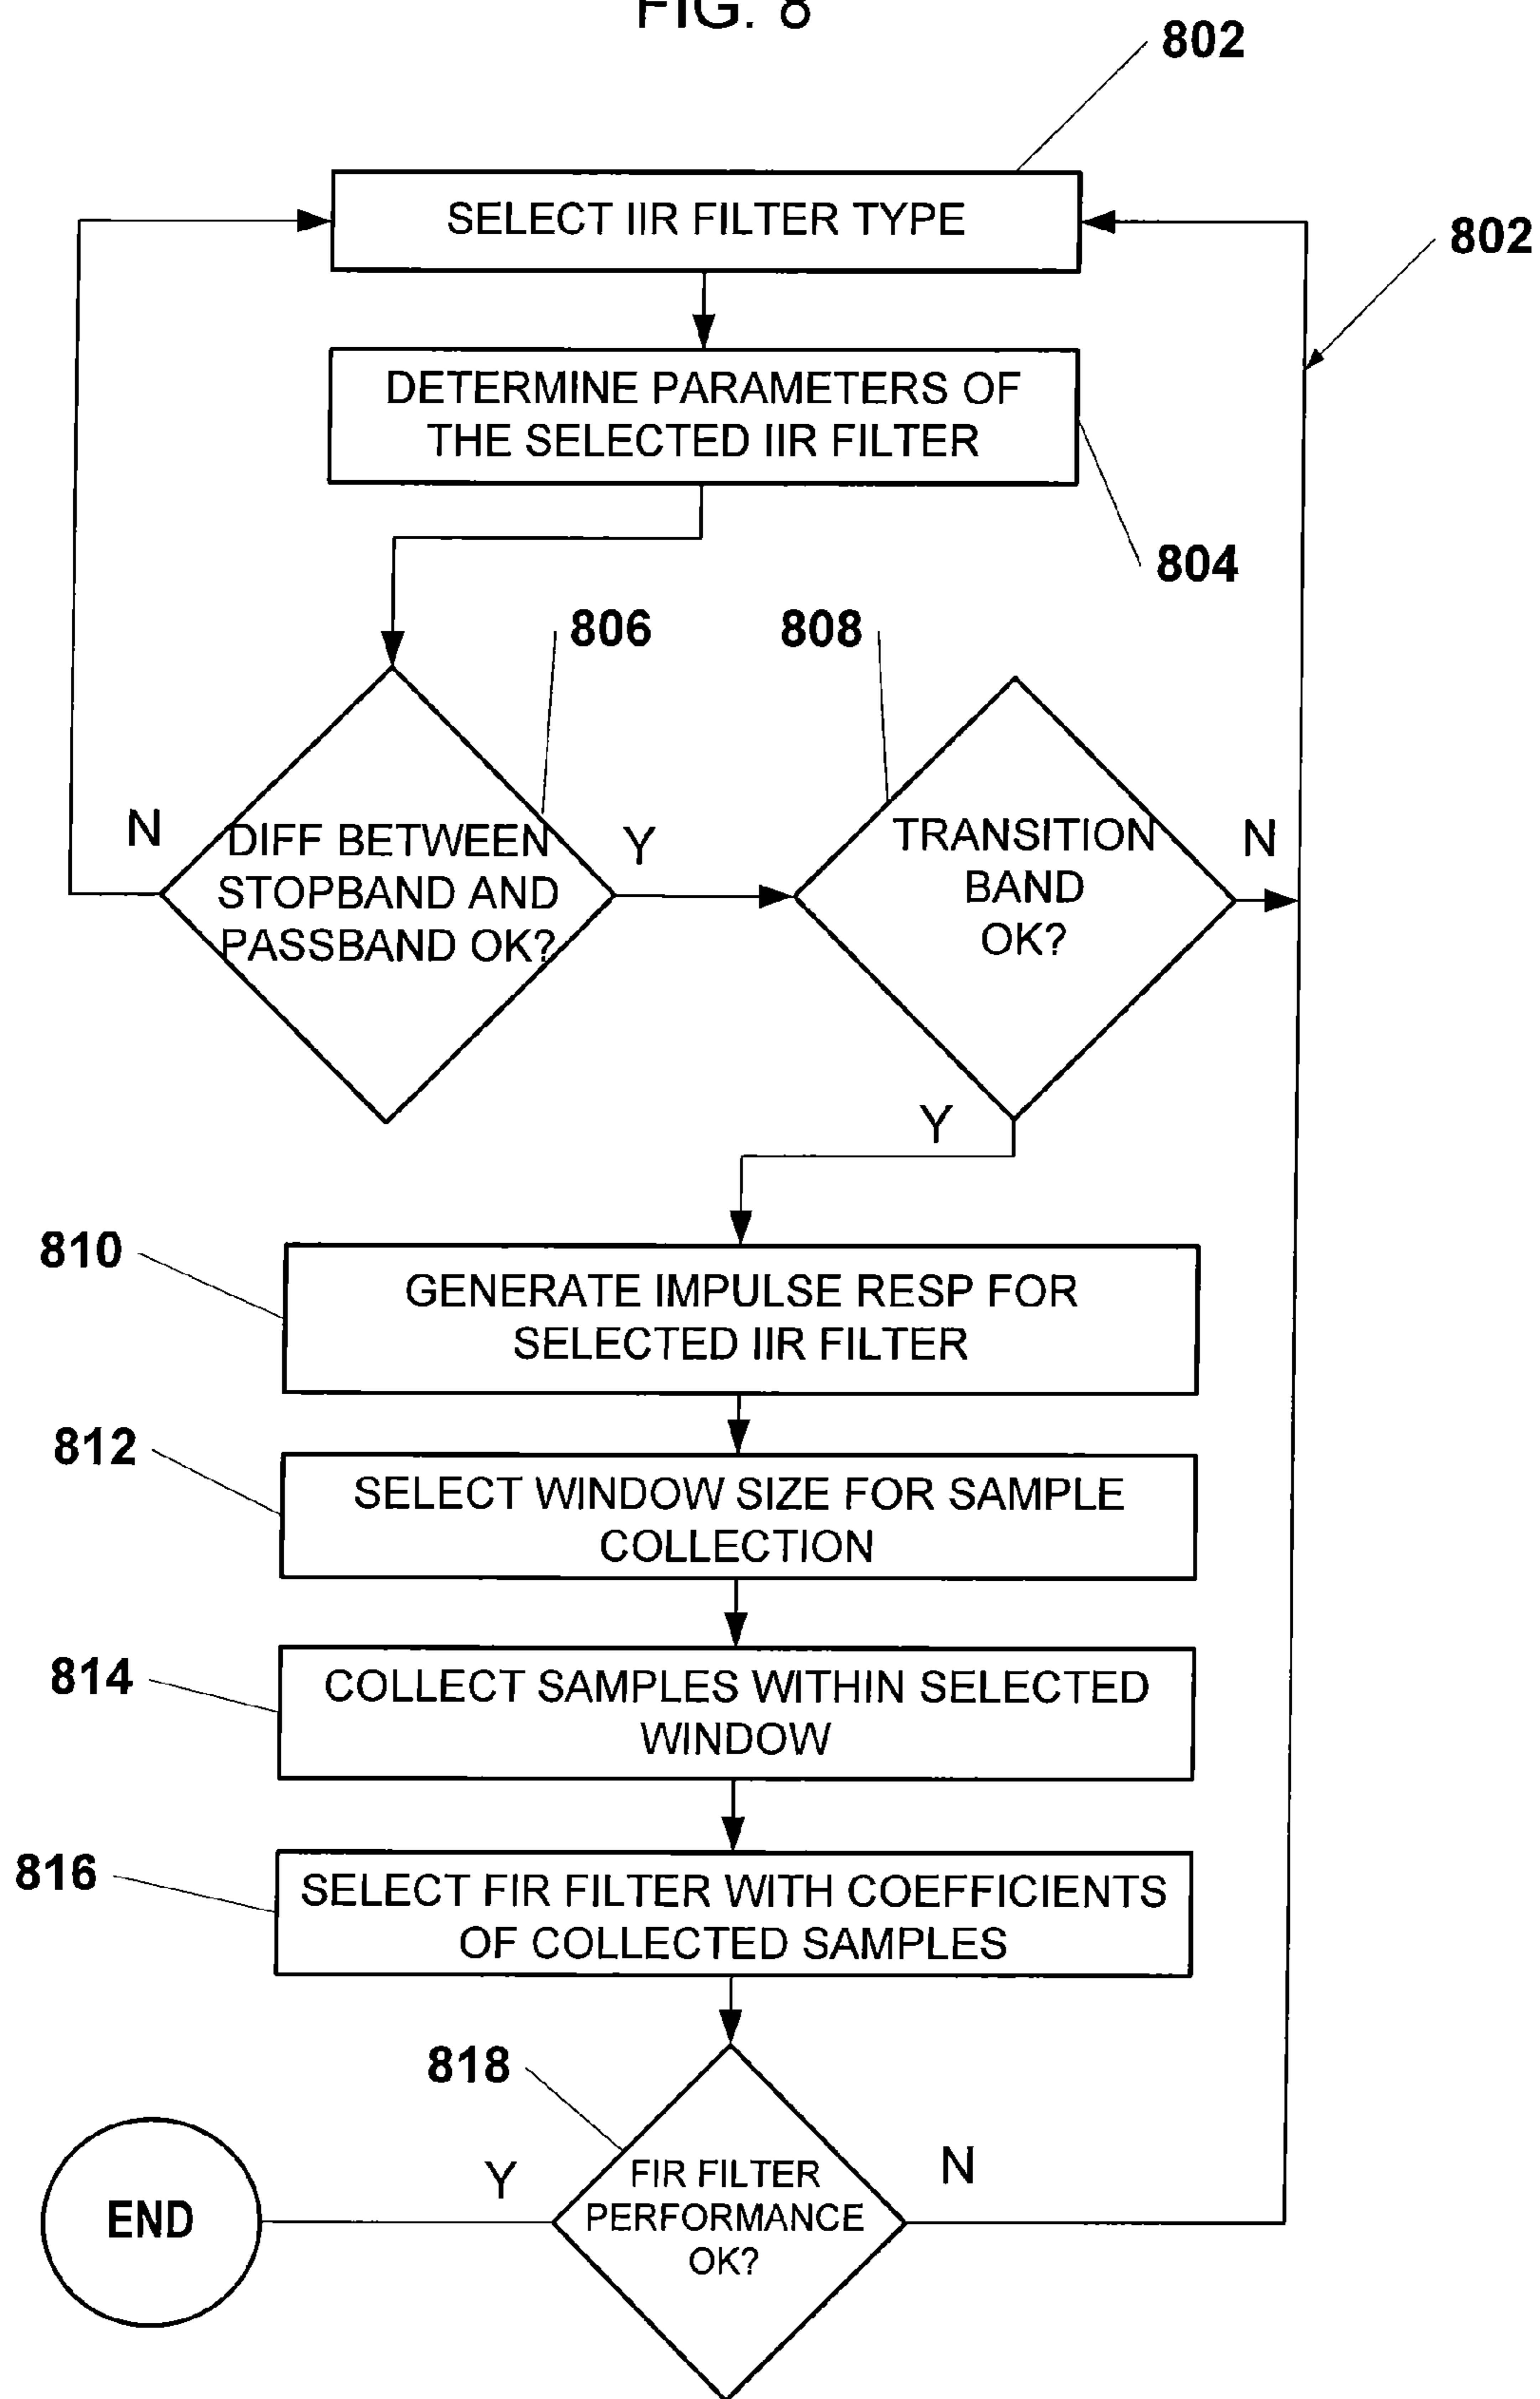 FIG. 8
802
SELECT IIR FILTER TYPE
802
DETERMINE PARAMETERS OF
THE SELECTED IIR FILTER
804
806
808
N
DIFF BETWEEN
STOPBAND AND
PASSBAND OK?
Y
TRANSITION
BAND
OK?
N
Y
810
GENERATE IMPULSE RESP FOR
SELECTED IIR FILTER
812
SELECT WINDOW SIZE FOR SAMPLE
COLLECTION
814
COLLECT SAMPLES WITHIN SELECTED
WINDOW
816
SELECT FIR FILTER WITH COEFFICIENTS
OF COLLECTED SAMPLES
818
END
Y
FIR FILTER
PERFORMANCE
OK?
N